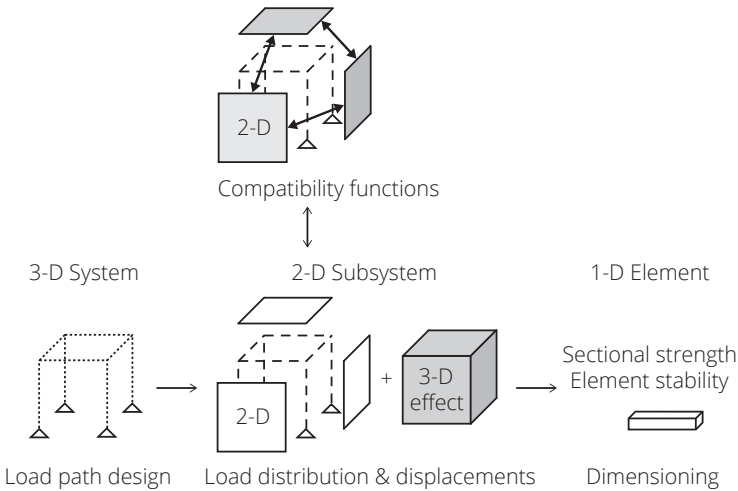 2-D
Compatibility functions
3-D System
2-D Subsystem
1-D Element
2-D
+
3-D
effect
Sectional strength
Element stability
Load path design
Load distribution & displacements
Dimensioning